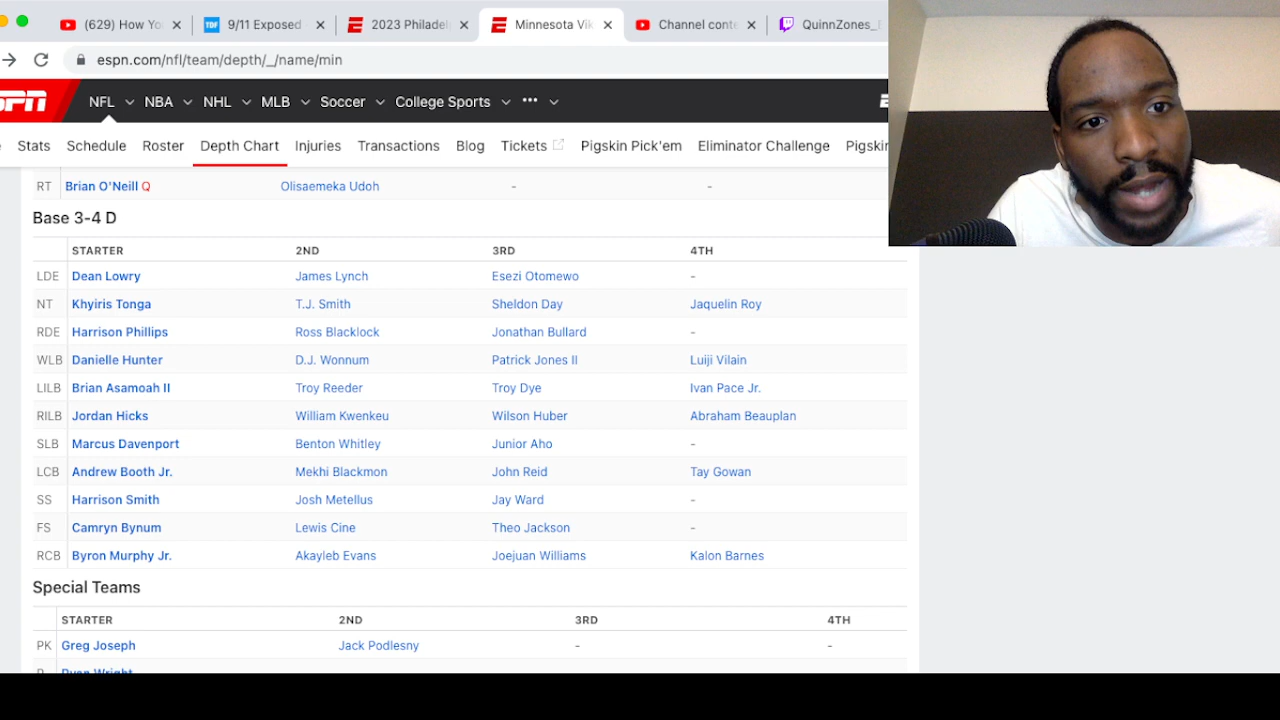 (629) How Yo
9/11 Exposed
2023 Philadel
Minnesota Vik
Channel conte
QuinnZones_
espn.com/nfl/team/depth/_/name/min
NFL NBA NHL MLB Soccer College Sports
Stats Schedule Roster Depth Chart Injuries Transactions Blog Tickets Pigskin Pick'em Eliminator Challenge Pigski
RT Brian O'Neill Q Olisaemeka Udoh - -
Base 3-4 D
STARTER 2ND 3RD 4TH
LDE Dean Lowry James Lynch Esezi Otomewo -
NT Khyiris Tonga T.J. Smith Sheldon Day Jaquelin Roy
RDE Harrison Phillips Ross Blacklock Jonathan Bullard -
WLB Danielle Hunter D.J. Wonnum Patrick Jones II Luiji Vilain
LILB Brian Asamoah II Troy Reeder Troy Dye Ivan Pace Jr.
RILB Jordan Hicks William Kwenkeu Wilson Huber Abraham Beauplan
SLB Marcus Davenport Benton Whitley Junior Aho -
LCB Andrew Booth Jr. Mekhi Blackmon John Reid Tay Gowan
SS Harrison Smith Josh Metellus Jay Ward -
FS Camryn Bynum Lewis Cine Theo Jackson -
RCB Byron Murphy Jr. Akayleb Evans Joejuan Williams Kalon Barnes
Special Teams
STARTER 2ND 3RD 4TH
PK Greg Joseph Jack Podlesny - -